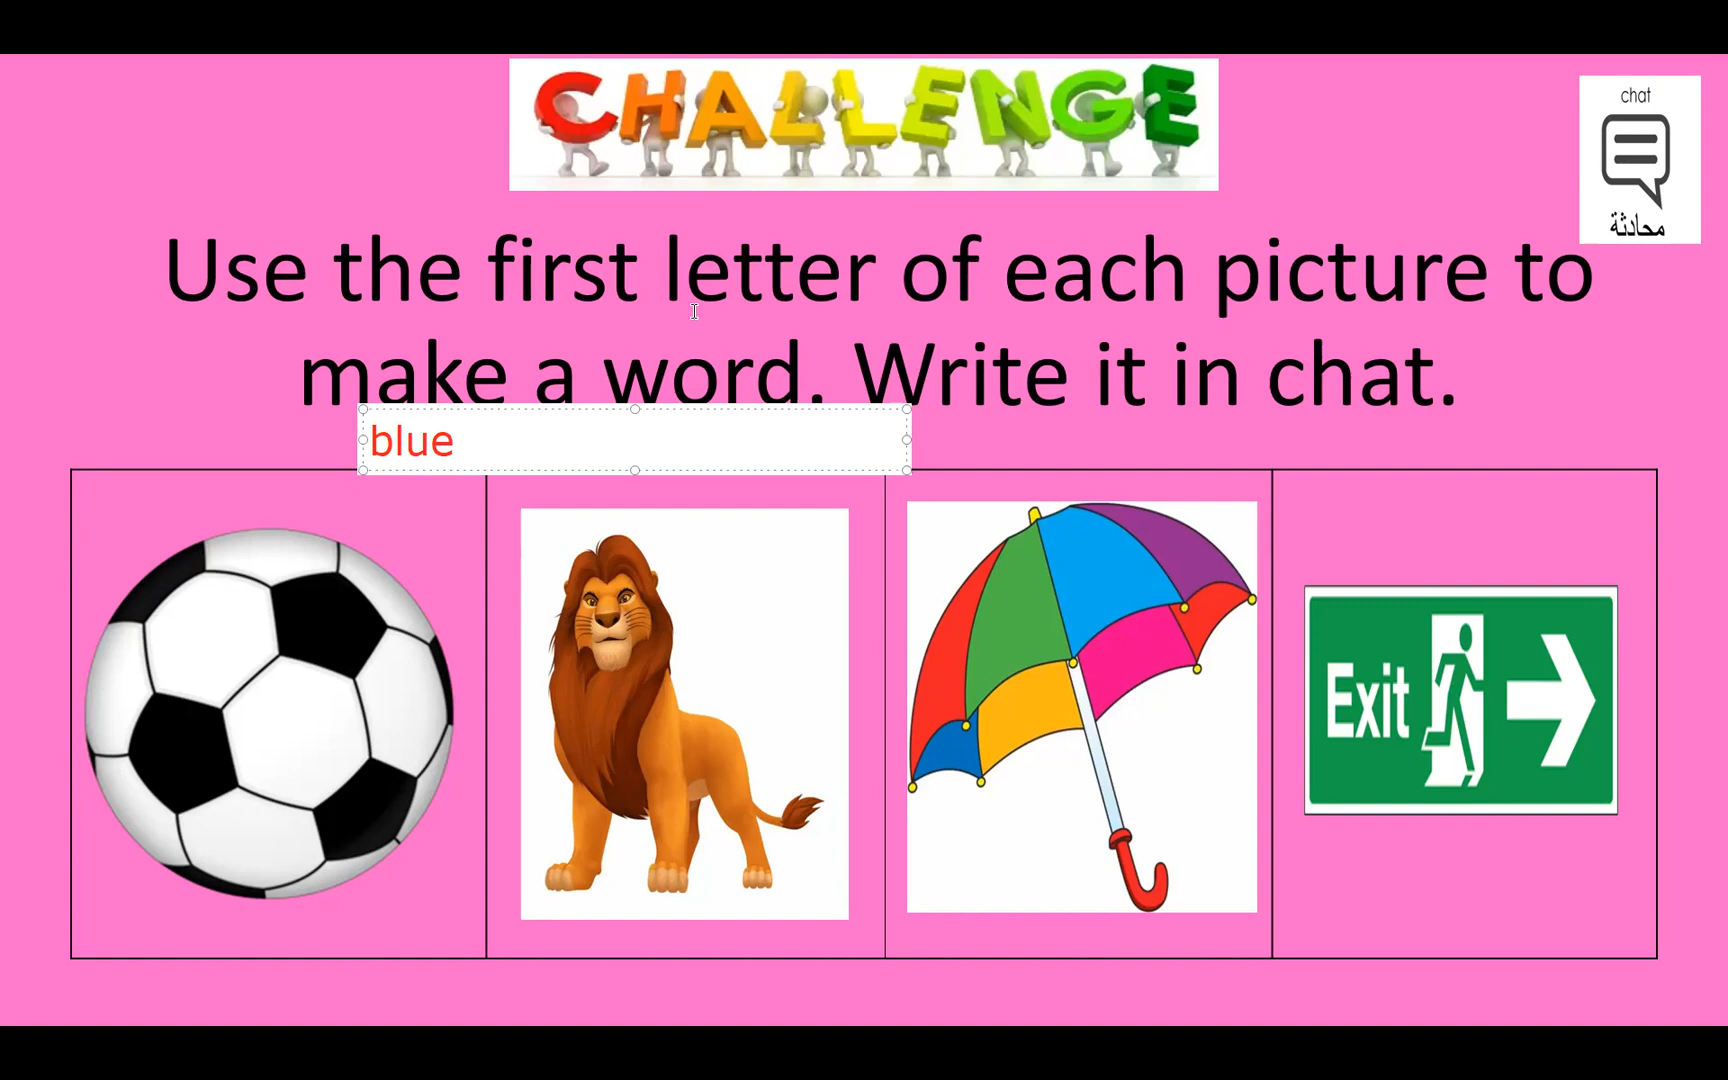 CHALLENGE
chat
محادثة
Use the first letter of each picture to
make a word. Write it in chat.
blue
Exit